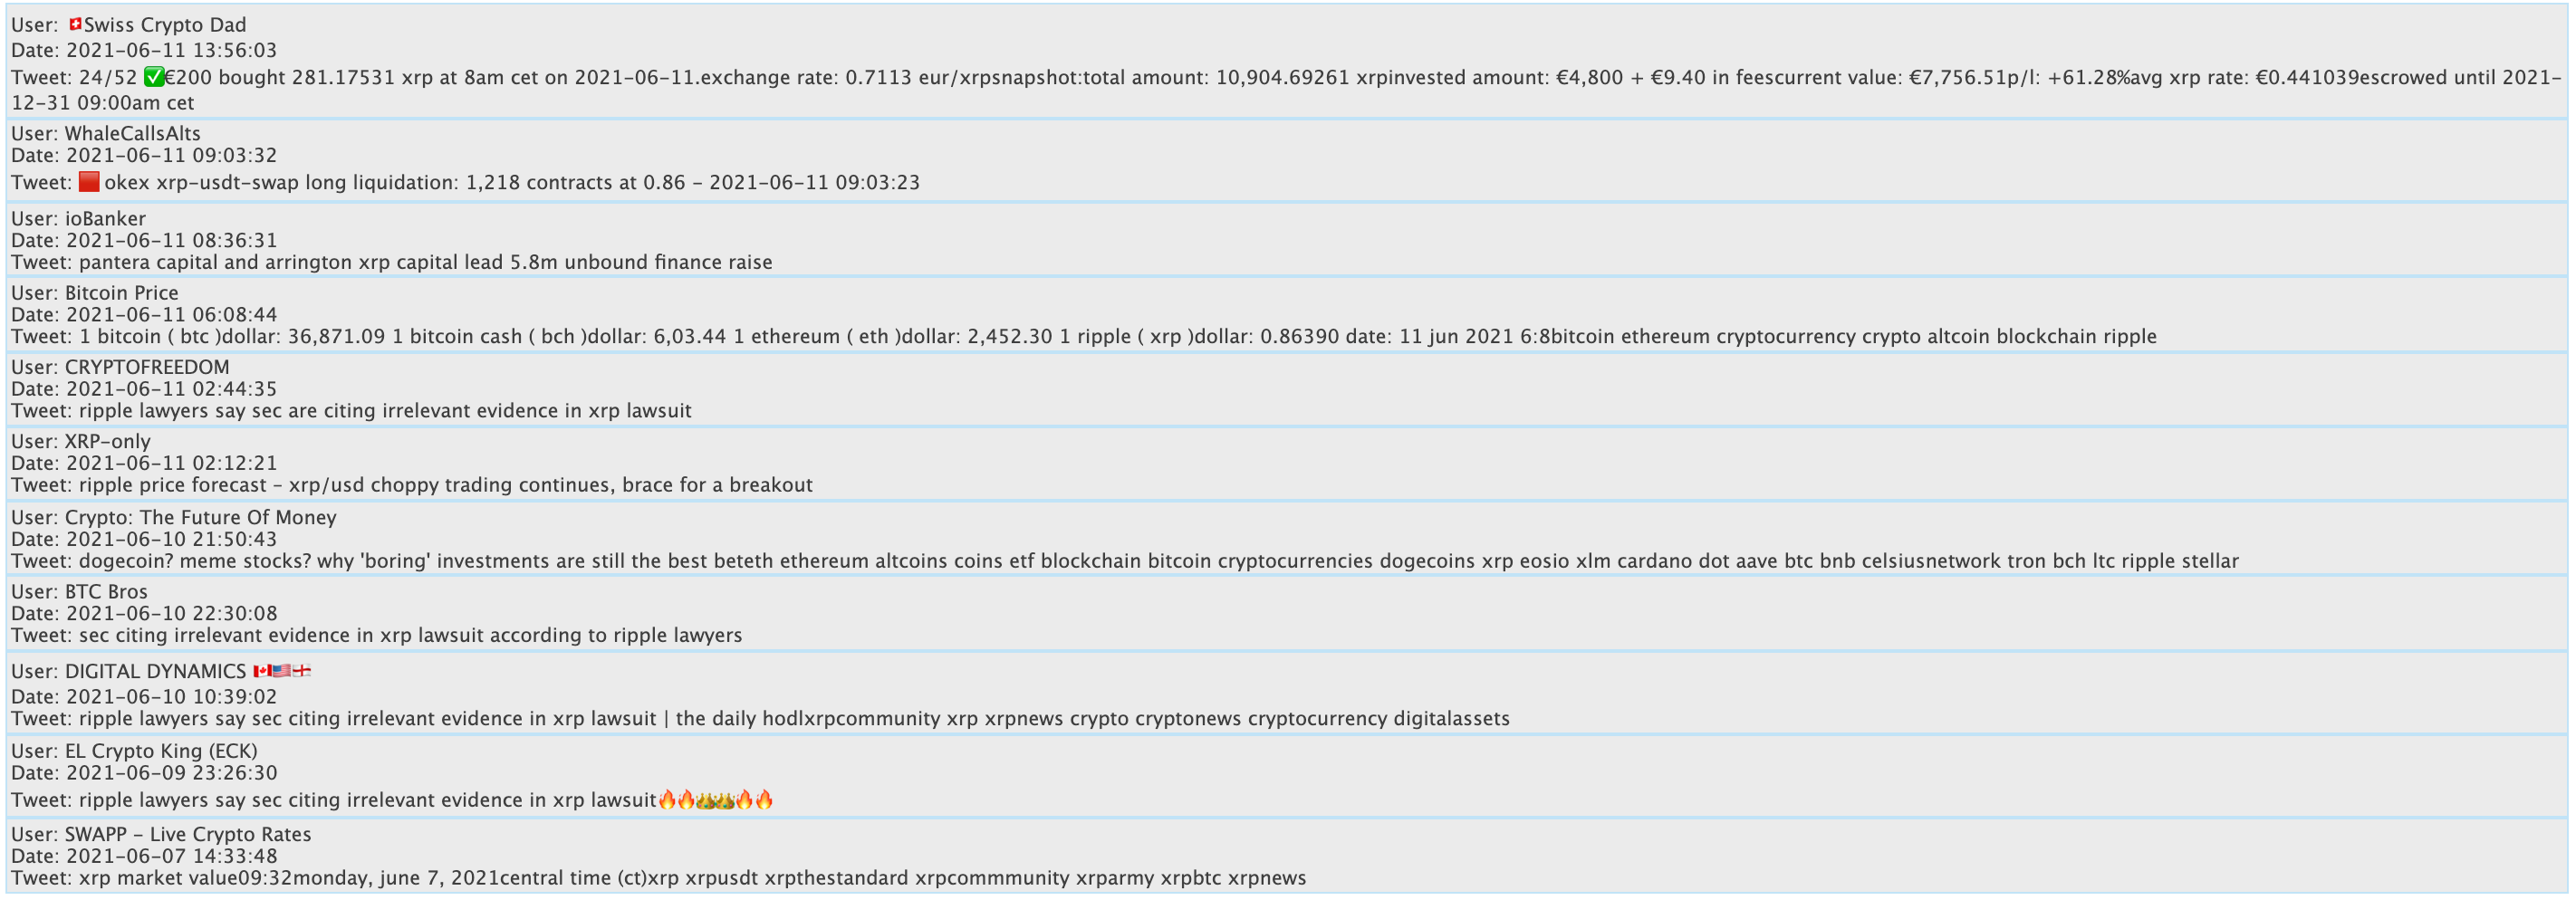 User: 🇨🇭Swiss Crypto Dad
Date: 2021-06-11 13:56:03
Tweet: 24/52 ✅€200 bought 281.17531 xrp at 8am cet on 2021-06-11.exchange rate: 0.7113 eur/xrpsnapshot:total amount: 10,904.69261 xrpinvested amount: €4,800 + €9.40 in feescurrent value: €7,756.51p/l: +61.28%avg xrp rate: €0.441039escrowed until 2021-
12-31 09:00am cet
User: WhaleCallsAlts
Date: 2021-06-11 09:03:32
Tweet: 🟥 okex xrp-usdt-swap long liquidation: 1,218 contracts at 0.86 - 2021-06-11 09:03:23
User: ioBanker
Date: 2021-06-11 08:36:31
Tweet: pantera capital and arrington xrp capital lead 5.8m unbound finance raise
User: Bitcoin Price
Date: 2021-06-11 06:08:44
Tweet: 1 bitcoin ( btc )dollar: 36,871.09 1 bitcoin cash ( bch )dollar: 6,03.44 1 ethereum ( eth )dollar: 2,452.30 1 ripple ( xrp )dollar: 0.86390 date: 11 jun 2021 6:8bitcoin ethereum cryptocurrency crypto altcoin blockchain ripple
User: CRYPTOFREEDOM
Date: 2021-06-11 02:44:35
Tweet: ripple lawyers say sec are citing irrelevant evidence in xrp lawsuit
User: XRP-only
Date: 2021-06-11 02:12:21
Tweet: ripple price forecast – xrp/usd choppy trading continues, brace for a breakout
User: Crypto: The Future Of Money
Date: 2021-06-10 21:50:43
Tweet: dogecoin? meme stocks? why 'boring' investments are still the best beteth ethereum altcoins coins etf blockchain bitcoin cryptocurrencies dogecoins xrp eosio xlm cardano dot aave btc bnb celsiusnetwork tron bch ltc ripple stellar
User: BTC Bros
Date: 2021-06-10 22:30:08
Tweet: sec citing irrelevant evidence in xrp lawsuit according to ripple lawyers
User: DIGITAL DYNAMICS 🇨🇦🇺🇸🏴󠁧󠁢󠁥󠁮󠁧󠁿
Date: 2021-06-10 10:39:02
Tweet: ripple lawyers say sec citing irrelevant evidence in xrp lawsuit | the daily hodlxrpcommunity xrp xrpnews crypto cryptonews cryptocurrency digitalassets
User: EL Crypto King (ECK)
Date: 2021-06-09 23:26:30
Tweet: ripple lawyers say sec citing irrelevant evidence in xrp lawsuit🔥🔥👑👑🔥🔥
User: SWAPP - Live Crypto Rates
Date: 2021-06-07 14:33:48
Tweet: xrp market value09:32monday, june 7, 2021central time (ct)xrp xrpusdt xrpthestandard xrpcommmunity xrparmy xrpbtc xrpnews